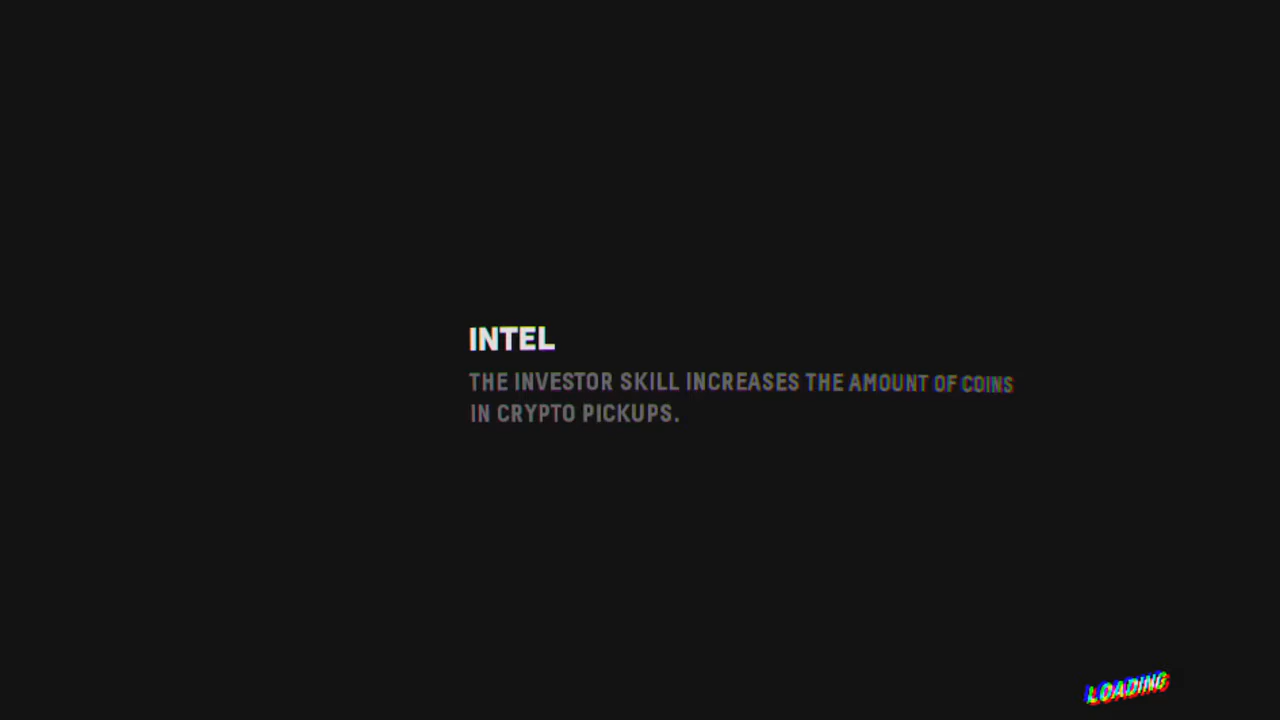 INTEL
THE INVESTOR SKILL INCREASES THE AMOUNT OF COINS
IN CRYPTO PICKUPS.
LOADING